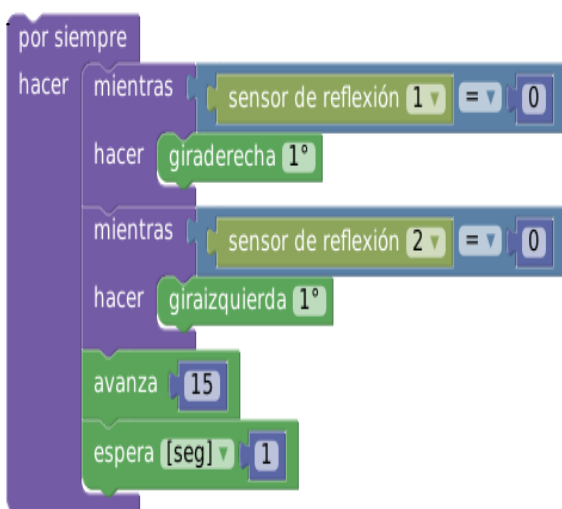 por siempre
hacer mientras sensor de reflexión 1 = 0
hacer giraderecha 1°
mientras sensor de reflexión 2 = 0
hacer giraizquierda 1°
avanza 15
espera [seg] 1